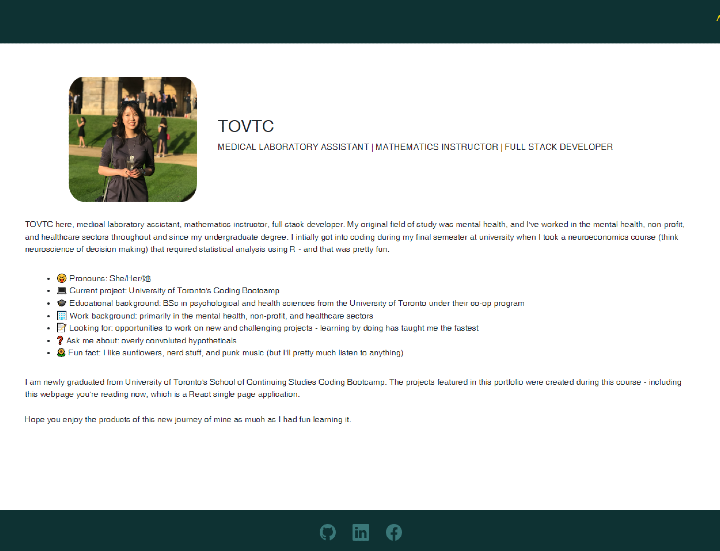 TOVTC
MEDICAL LABORATORY ASSISTANT | MATHEMATICS INSTRUCTOR | FULL STACK DEVELOPER
TOVTC here, medical laboratory assistant, mathematics instructor, full stack developer. My original field of study was mental health, and I've worked in the mental health, non-profit,
and healthcare sectors throughout and since my undergraduate degree. I intially got into coding during my final semester at university when I took a neuroeconomics course (think
neuroscience of decision making) that required statistical analysis using R - and that was pretty fun.
Pronouns: She/Her/她
Current project: University of Toronto's Coding Bootcamp
Educational background: BSc in psychological and health sciences from the University of Toronto under their co-op program
Work background: primarily in the mental health, non-profit, and healthcare sectors
Looking for: opportunities to work on new and challenging projects - learning by doing has taught me the fastest
Ask me about: overly convoluted hypotheticals
Fun fact: I like sunflowers, nerd stuff, and punk music (but I'll pretty much listen to anything)
I am newly graduated from University of Toronto's School of Continuing Studies Coding Bootcamp. The projects featured in this portfolio were created during this course - including
this webpage you're reading now, which is a React single page application.
Hope you enjoy the products of this new journey of mine as much as I had fun learning it.